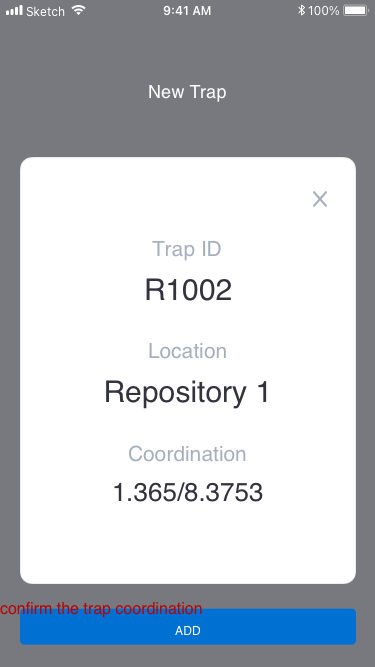 Sketch 9:41 AM 100%
New Trap
X
Trap ID
R1002
Location
Repository 1
Coordination
1.365/8.3753
confirm the trap coordination
ADD